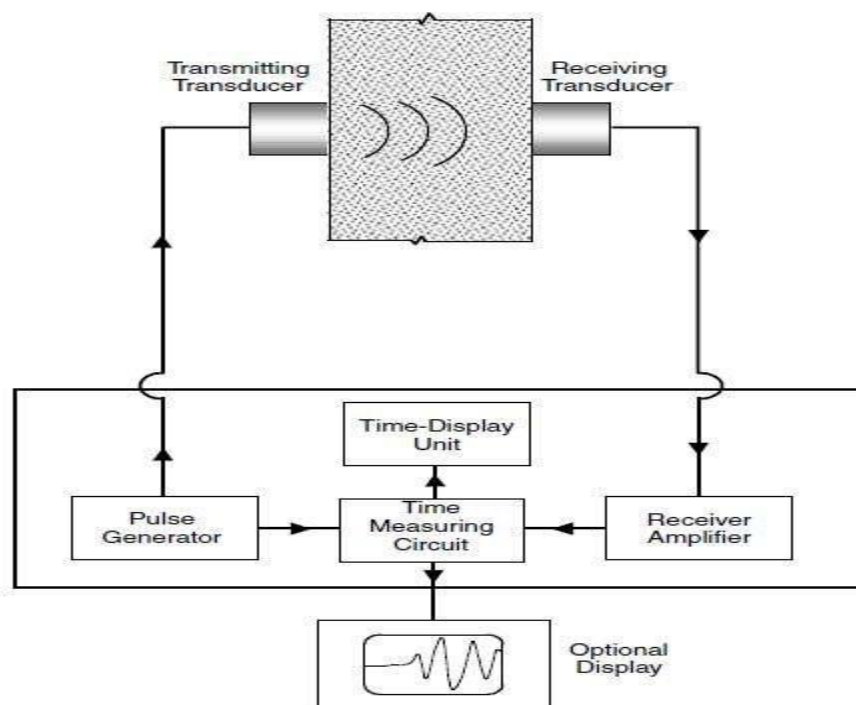 Transmitting
Transducer
Receiving
Transducer
Time-Display
Unit
Pulse
Generator
Time
Measuring
Circuit
Receiver
Amplifier
Optional
Display